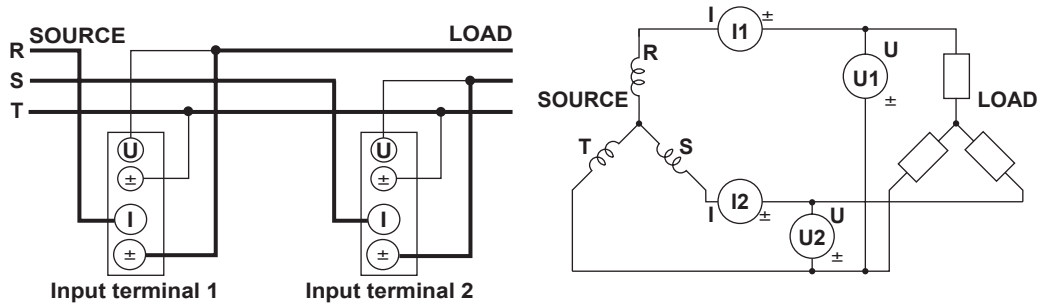 SOURCE
LOAD
R
S
T
U
±
I
±
U
±
I
±
Input terminal 1
Input terminal 2
I
I1
±
R
U
U1
±
SOURCE
LOAD
T
S
I
I2
±
U
U2
±